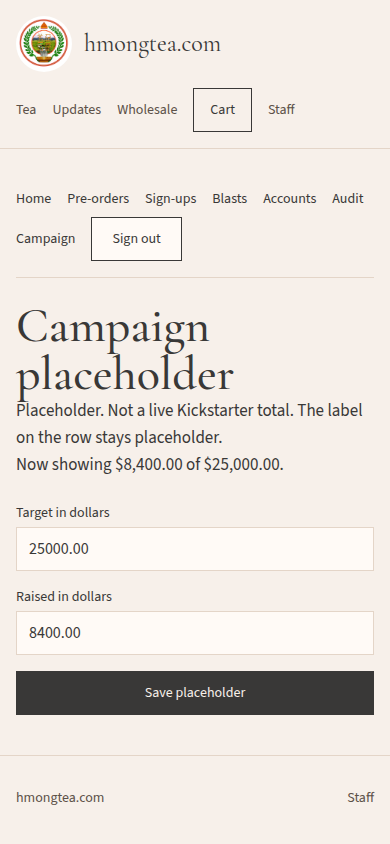 hmongtea.com
Tea Updates Wholesale Cart Staff
Home Pre-orders Sign-ups Blasts Accounts Audit
Campaign Sign out
Campaign
placeholder
Placeholder. Not a live Kickstarter total. The label
on the row stays placeholder.
Now showing $8,400.00 of $25,000.00.
Target in dollars
25000.00
Raised in dollars
8400.00
Save placeholder
hmongtea.com Staff